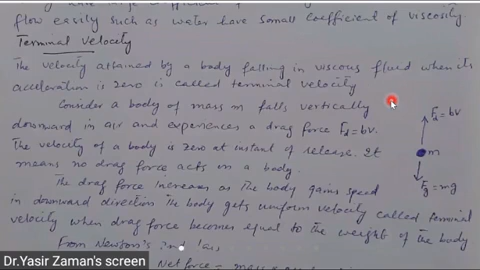 flow easily such as water have small coefficient of viscosity.
Terminal Velocity
The velocity attained by a body falling in viscous fluid when its
acceleration is zero is called terminal velocity
Consider a body of mass m falls vertically
downward in air and experiences a drag force Fd=bv.
The velocity of a body is zero at instant of release. It
means no drag force acts on a body.
The drag force increases as the body gains speed
in downward direction. The body gets uniform velocity called terminal
velocity when drag force becomes equal to the weight of the body
From Newton's 2nd law
Net force = mass
Fd = bv
m
Fg = mg
Dr.Yasir Zaman's screen